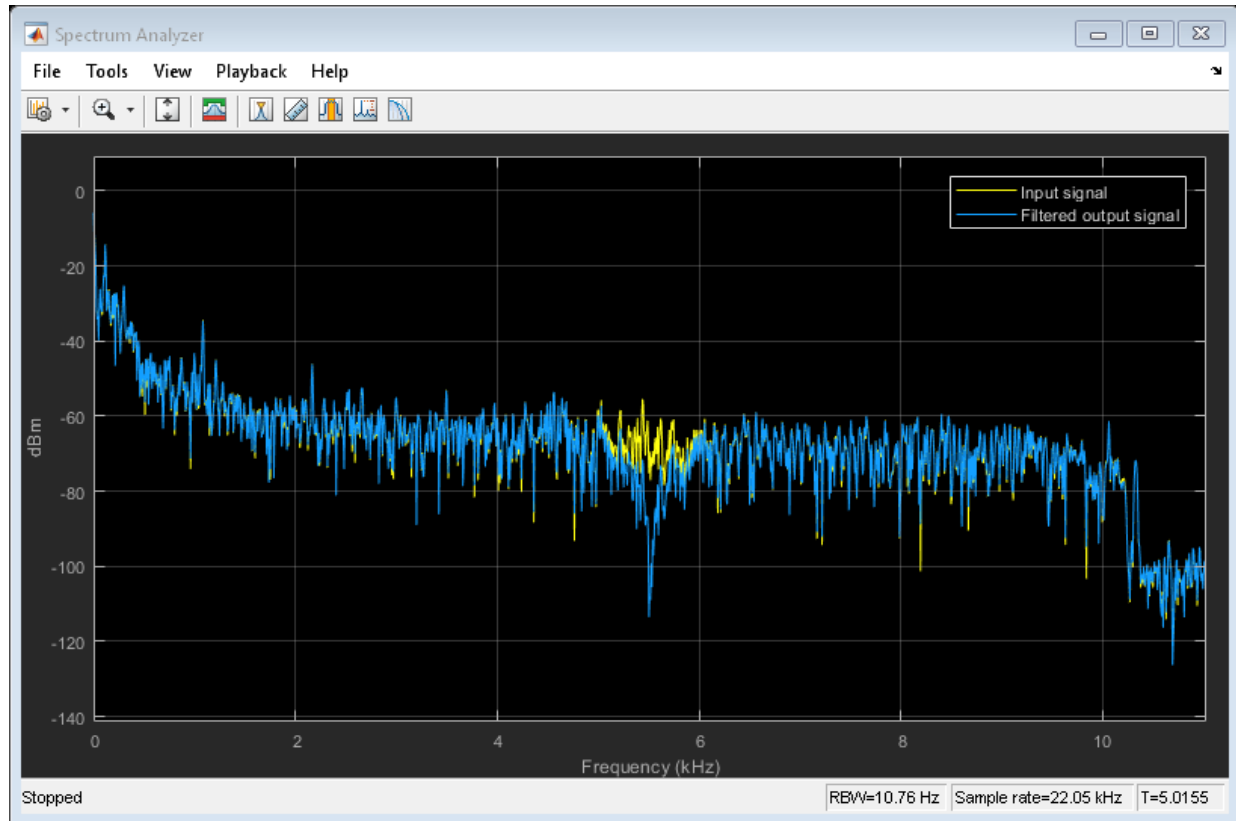 Spectrum Analyzer
File Tools View Playback Help
Input signal
Filtered output signal
0
-20
-40
-60
-80
-100
-120
-140
dBm
0 2 4 6 8 10
Frequency (kHz)
Stopped RBW=10.76 Hz Sample rate=22.05 kHz T=5.0155